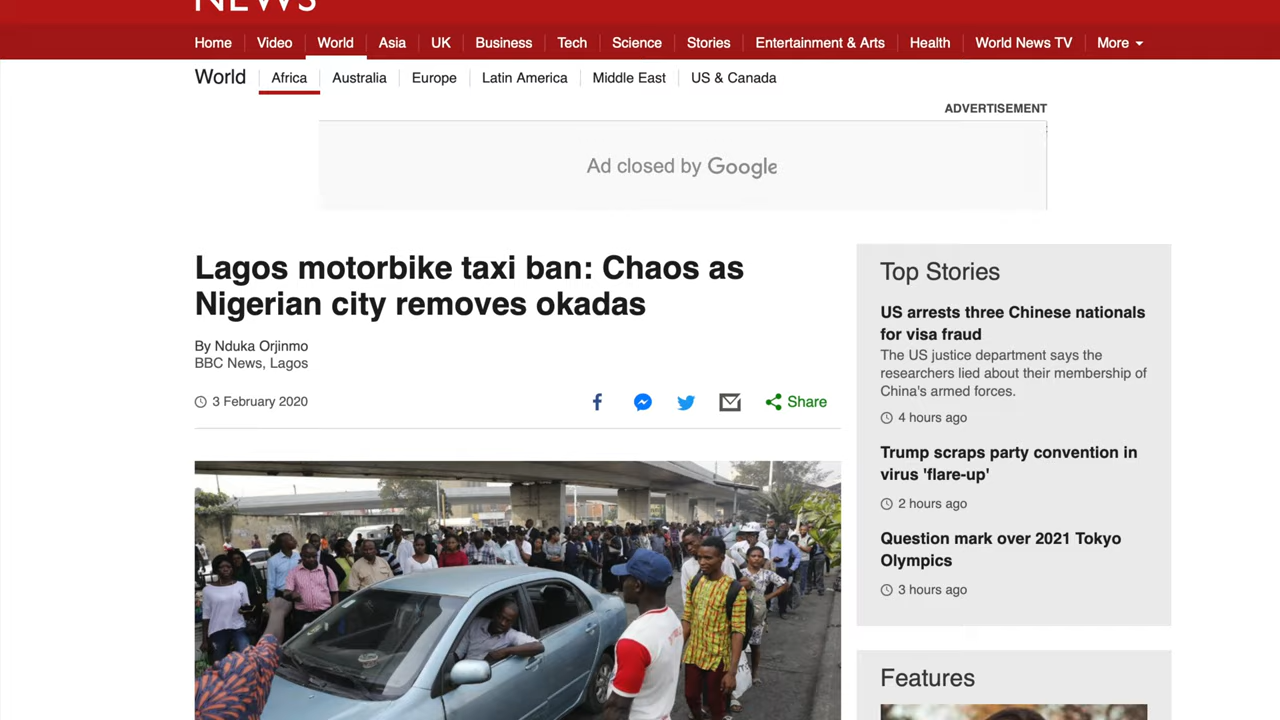 NEWS
Home Video World Asia UK Business Tech Science Stories Entertainment & Arts Health World News TV More
World Africa Australia Europe Latin America Middle East US & Canada
ADVERTISEMENT
Ad closed by Google
Lagos motorbike taxi ban: Chaos as
Nigerian city removes okadas
By Nduka Orjinmo
BBC News, Lagos
3 February 2020
Share
Top Stories
US arrests three Chinese nationals
for visa fraud
The US justice department says the
researchers lied about their membership of
China's armed forces.
4 hours ago
Trump scraps party convention in
virus 'flare-up'
2 hours ago
Question mark over 2021 Tokyo
Olympics
3 hours ago
Features